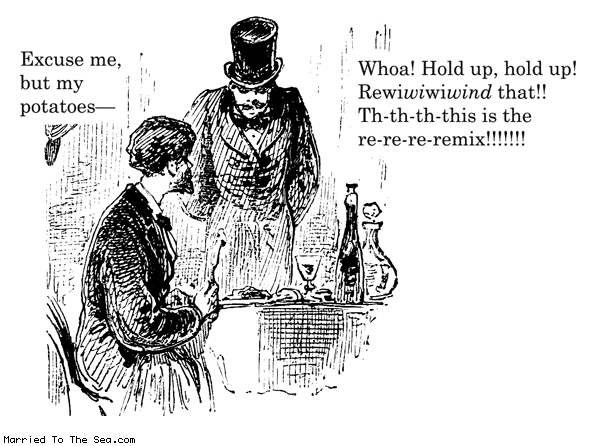 Excuse me,
but my
potatoes—
Whoa! Hold up, hold up!
Rewiwiwiwind that!!
Th-th-th-this is the
re-re-re-remix!!!!!!!
Married To The Sea.com